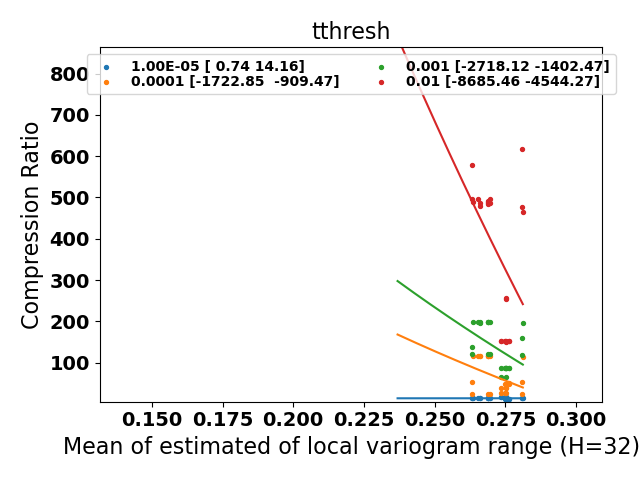 tthresh
1.00E-05 [ 0.74 14.16]
0.0001 [-1722.85  -909.47]
0.001 [-2718.12 -1402.47]
0.01 [-8685.46 -4544.27]
Compression Ratio
800
700
600
500
400
300
200
100
0.150 0.175 0.200 0.225 0.250 0.275 0.300
Mean of estimated of local variogram range (H=32)